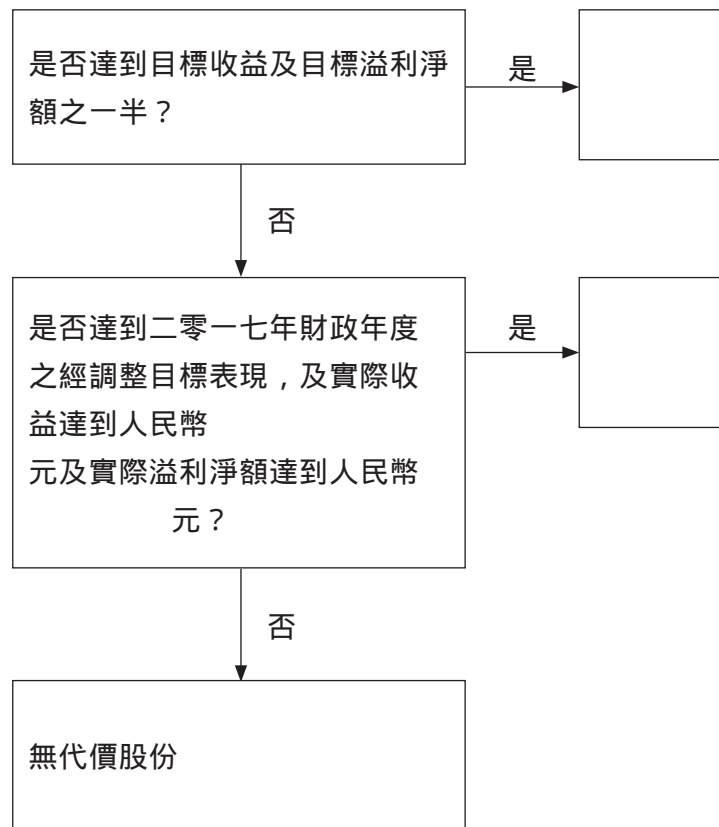 是否達到目標收益及目標溢利淨
額之一半？
是
否
是否達到二零一七年財政年度
之經調整目標表現，及實際收
益達到人民幣
元及實際溢利淨額達到人民幣
元？
是
否
無代價股份